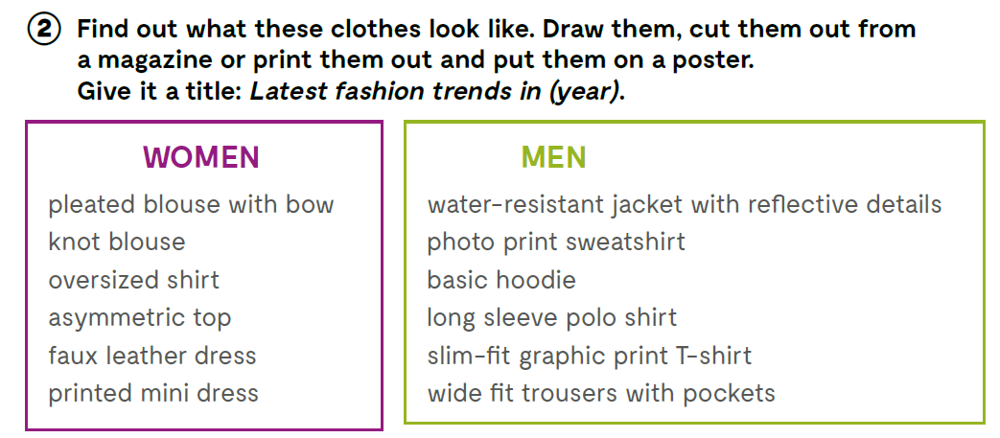 2 Find out what these clothes look like. Draw them, cut them out from
a magazine or print them out and put them on a poster.
Give it a title: Latest fashion trends in (year).
WOMEN
pleated blouse with bow
knot blouse
oversized shirt
asymmetric top
faux leather dress
printed mini dress
MEN
water-resistant jacket with reflective details
photo print sweatshirt
basic hoodie
long sleeve polo shirt
slim-fit graphic print T-shirt
wide fit trousers with pockets